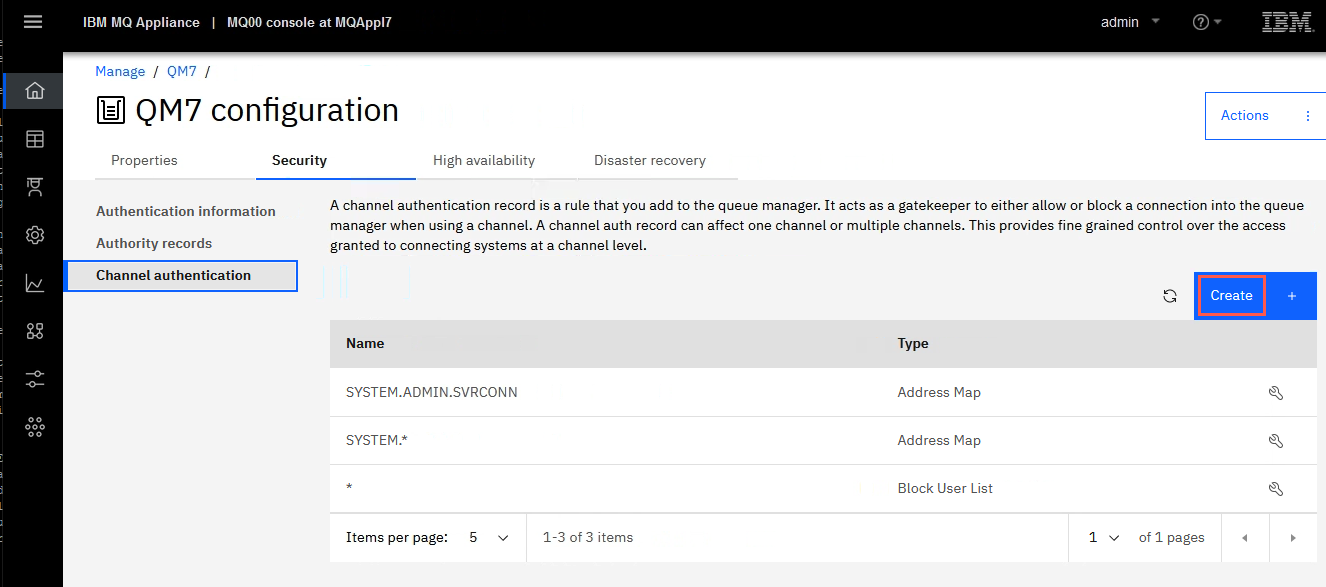 IBM MQ Appliance | MQ00 console at MQAppl7
admin
IBM
Manage / QM7 /
QM7 configuration
Actions
Properties
Security
High availability
Disaster recovery
Authentication information
Authority records
Channel authentication
A channel authentication record is a rule that you add to the queue manager. It acts as a gatekeeper to either allow or block a connection into the queue
manager when using a channel. A channel auth record can affect one channel or multiple channels. This provides fine grained control over the access
granted to connecting systems at a channel level.
Create +
Name Type
SYSTEM.ADMIN.SVRCONN Address Map
SYSTEM.* Address Map
* Block User List
Items per page: 5 1-3 of 3 items 1 of 1 pages